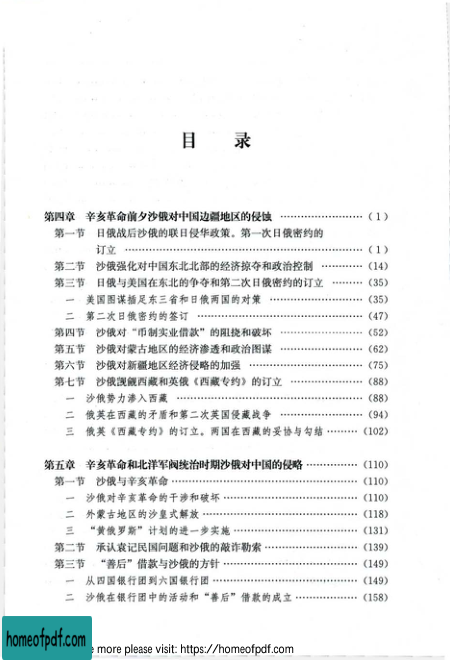 目 录
第四章 辛亥革命前夕沙俄对中国边疆地区的侵蚀 ……………………（1）
第一节 日俄战后沙俄的联日侵华政策。第一次日俄密约的
订立 ……………………（1）
第二节 沙俄强化对中国东北北部的经济掠夺和政治控制 …………（14）
第三节 日俄与美国在东北的争夺和第二次日俄密约的订立 ………（35）
一 美国图谋插足东三省和日俄两国的对策 ……………………（35）
二 第二次日俄密约的签订 ……………………（47）
第四节 沙俄对“币制实业借款”的阻挠和破坏 ……………………（52）
第五节 沙俄对蒙古地区的经济渗透和政治图谋 ……………………（62）
第六节 沙俄对新疆地区经济侵略的加强 ……………………（75）
第七节 沙俄觊觎西藏和英俄《西藏专约》的订立 …………………（88）
一 沙俄势力渗入西藏 ……………………（88）
二 俄英在西藏的矛盾和第二次英国侵藏战争 …………………（94）
三 俄英《西藏专约》的订立。两国在西藏的妥协与勾结 ………（102）
第五章 辛亥革命和北洋军阀统治时期沙俄对中国的侵略 ……………（110）
第一节 沙俄与辛亥革命 ……………………（110）
一 沙俄对辛亥革命的干涉和破坏 ……………………（110）
二 外蒙古地区的沙皇式解放 ……………………（118）
三 “黄俄罗斯”计划的进一步实施 ……………………（131）
第二节 承认袁记民国问题和沙俄的敲诈勒索 ……………………（139）
第三节 “善后”借款与沙俄的方针 ……………………（149）
一 从四国银行团到六国银行团 ……………………（149）
二 沙俄在银行团中的活动和“善后”借款的成立 ………………（158）
homeofpdf.com
e more please visit: https://homeofpdf.com